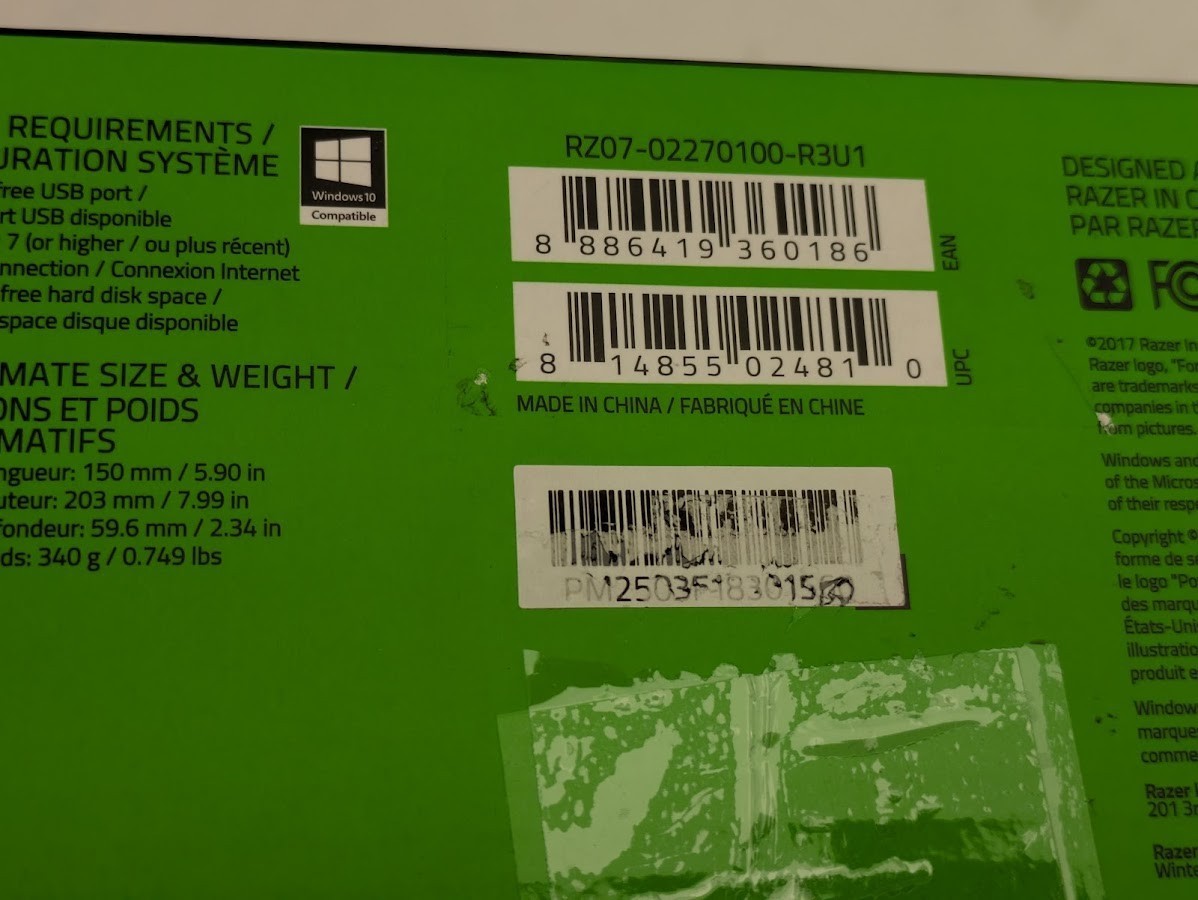 REQUIREMENTS /
URATION SYSTÈME
free USB port /
rt USB disponible
7 (or higher / ou plus récent)
nnection / Connexion Internet
free hard disk space /
space disque disponible
MATE SIZE & WEIGHT /
ONS ET POIDS
MATIFS
ngueur: 150 mm / 5.90 in
uteur: 203 mm / 7.99 in
fondeur: 59.6 mm / 2.34 in
ds: 340 g / 0.749 lbs
Windows 10
Compatible
RZ07-02270100-R3U1
8 886419 360186
EAN
8 14855 02481 0
UPC
MADE IN CHINA / FABRIQUÉ EN CHINE
DESIGNED
RAZER IN
PAR RAZER
FC
©2017 Razer In
Razer logo, "For
are trademarks
companies in t
from pictures.
Windows and
of the Micros
of their respe
Copyright ©
forme de se
le logo "Po
des marqu
États-Uni
illustratio
produit e
Window
marque
comme
Razer
201 3r
Razer
Winte